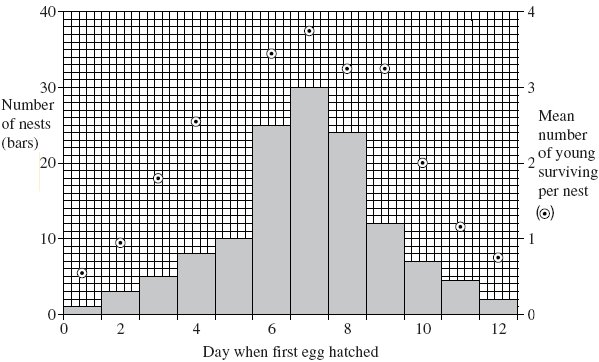 40
30
20
10
0
Number
of nests
(bars)
4
3
2
1
0
Mean
number
of young
surviving
per nest
( )
0 2 4 6 8 10 12
Day when first egg hatched